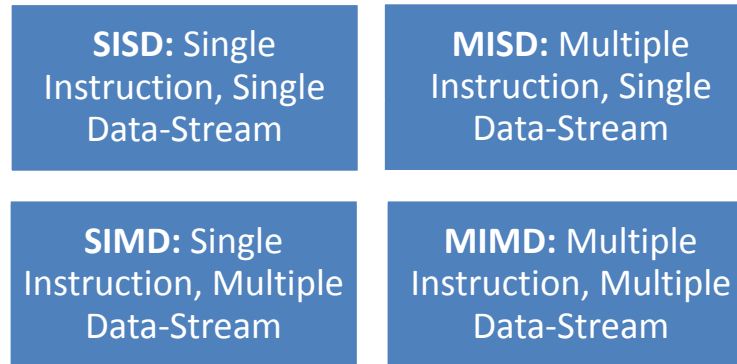 SISD: Single
Instruction, Single
Data-Stream
MISD: Multiple
Instruction, Single
Data-Stream
SIMD: Single
Instruction, Multiple
Data-Stream
MIMD: Multiple
Instruction, Multiple
Data-Stream